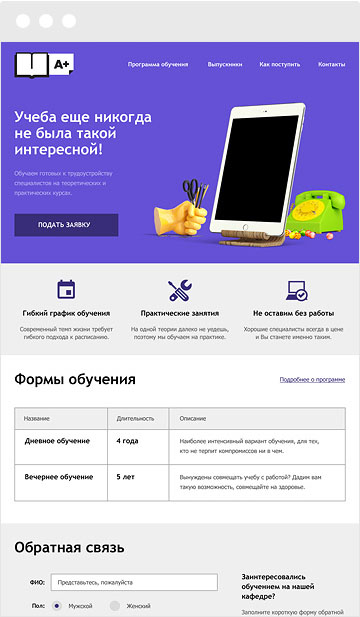 A+
Программа обучения Выпускники Как поступить Контакты
Учеба еще никогда
не была такой
интересной!
Обучаем готовых к трудоустройству
специалистов на теоретических и
практических курсах.
ПОДАТЬ ЗАЯВКУ
Гибкий график обучения
Современный темп жизни требует
гибкого подхода к расписанию.
Практические занятия
На одной теории далеко не уедешь,
поэтому мы обучаем на практике.
Не оставим без работы
Хорошие специалисты всегда в цене
и Вы станете именно таким.
Формы обучения
Подробнее о программе
Название Длительность Описание
Дневное обучение 4 года Наиболее интенсивный вариант обучения, для тех,
кто не терпит компромиссов ни в чем.
Вечернее обучение 5 лет Вынуждены совмещать учебу с работой? Дадим вам
такую возможность, совмещайте на здоровье.
Обратная связь
ФИО: Представьтесь, пожалуйста
Пол: Мужской Женский
Заинтересовались
обучением на нашей
кафедре?
Заполните короткую форму обратной